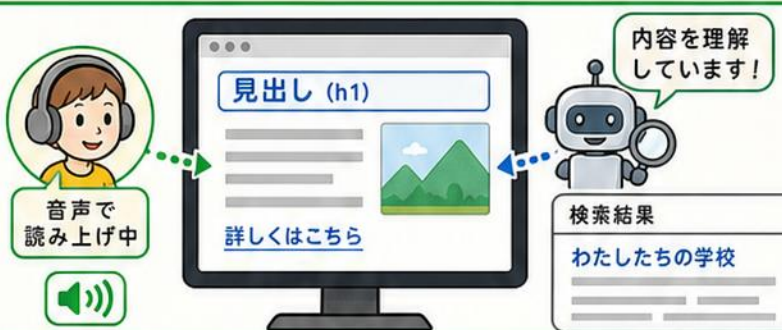 見出し (h1)
詳しくはこちら
音声で
読み上げ中
内容を理解
しています!
検索結果
わたしたちの学校